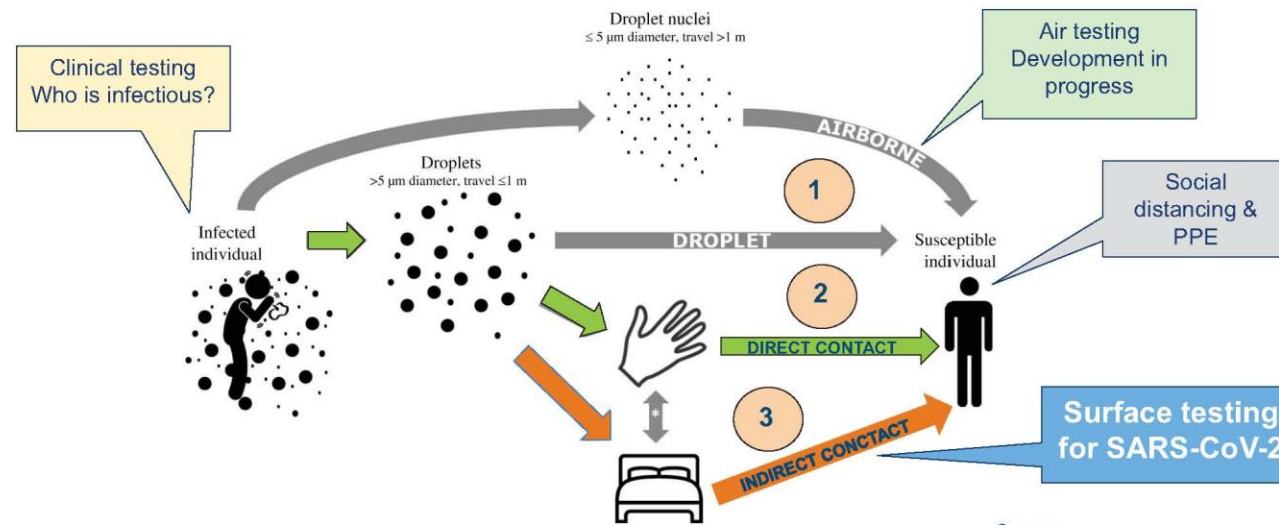 Droplet nuclei
≤ 5 μm diameter, travel >1 m
Air testing
Development in
progress
Clinical testing
Who is infectious?
AIRBORNE
Droplets
>5 μm diameter, travel ≤1 m
1
Social
distancing &
PPE
Infected
individual
DROPLET
Susceptible
individual
2
DIRECT CONTACT
*
3
INDIRECT CONCTACT
Surface testing
for SARS-CoV-2